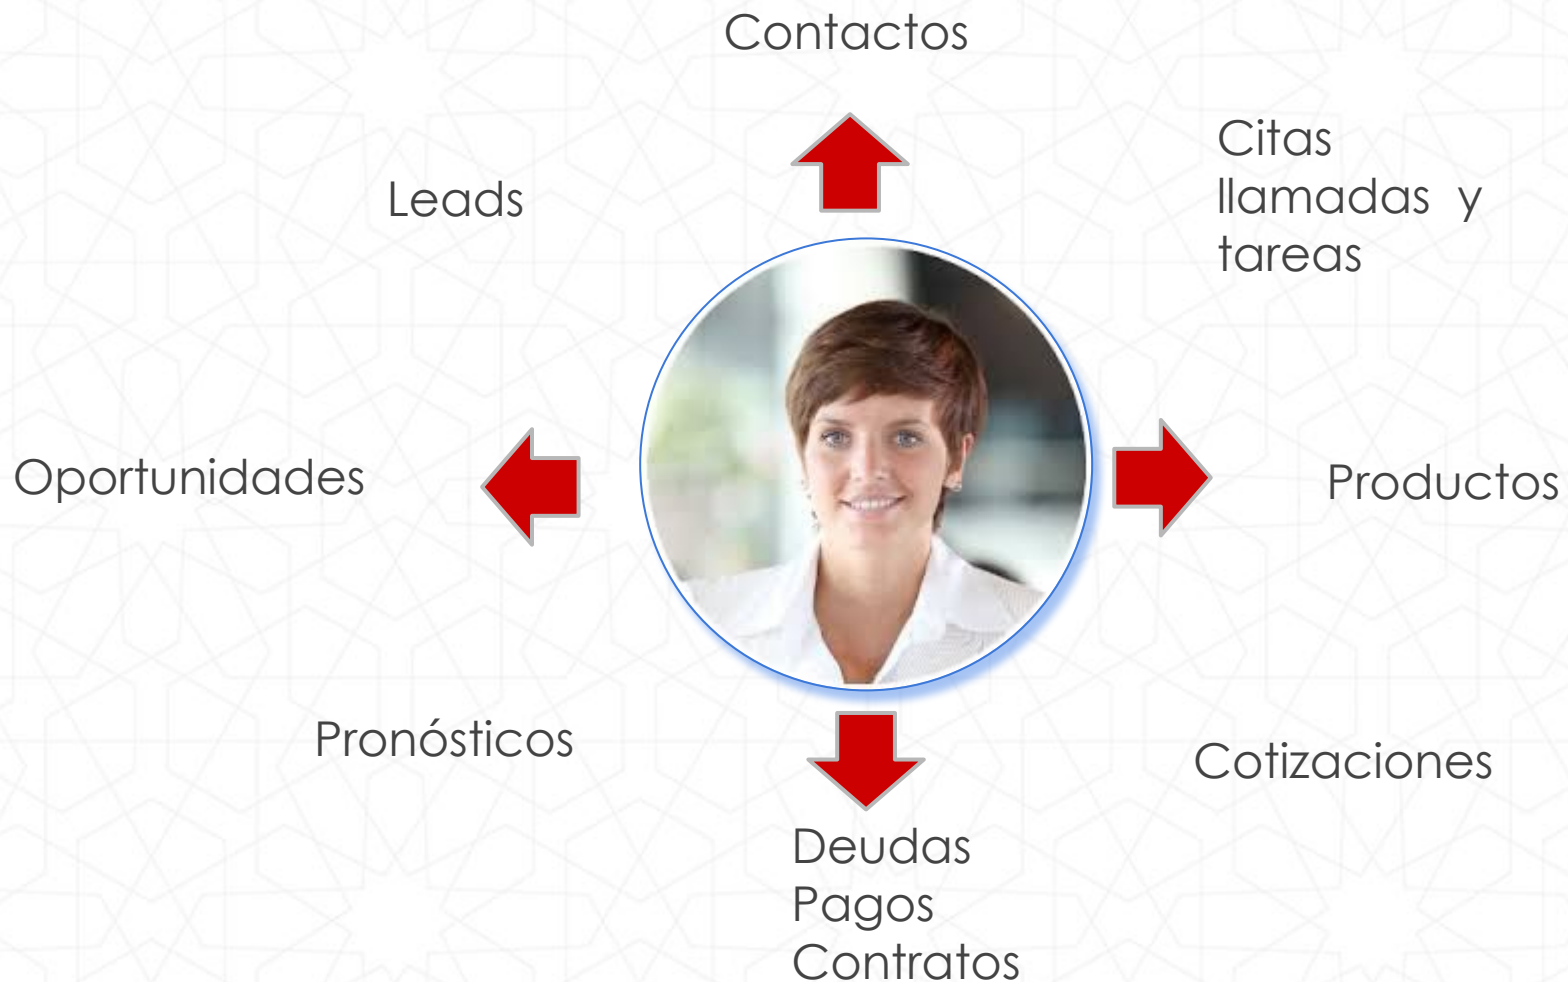 Contactos
Leads
Citas
llamadas y
tareas
Oportunidades
Productos
Pronósticos
Cotizaciones
Deudas
Pagos
Contratos